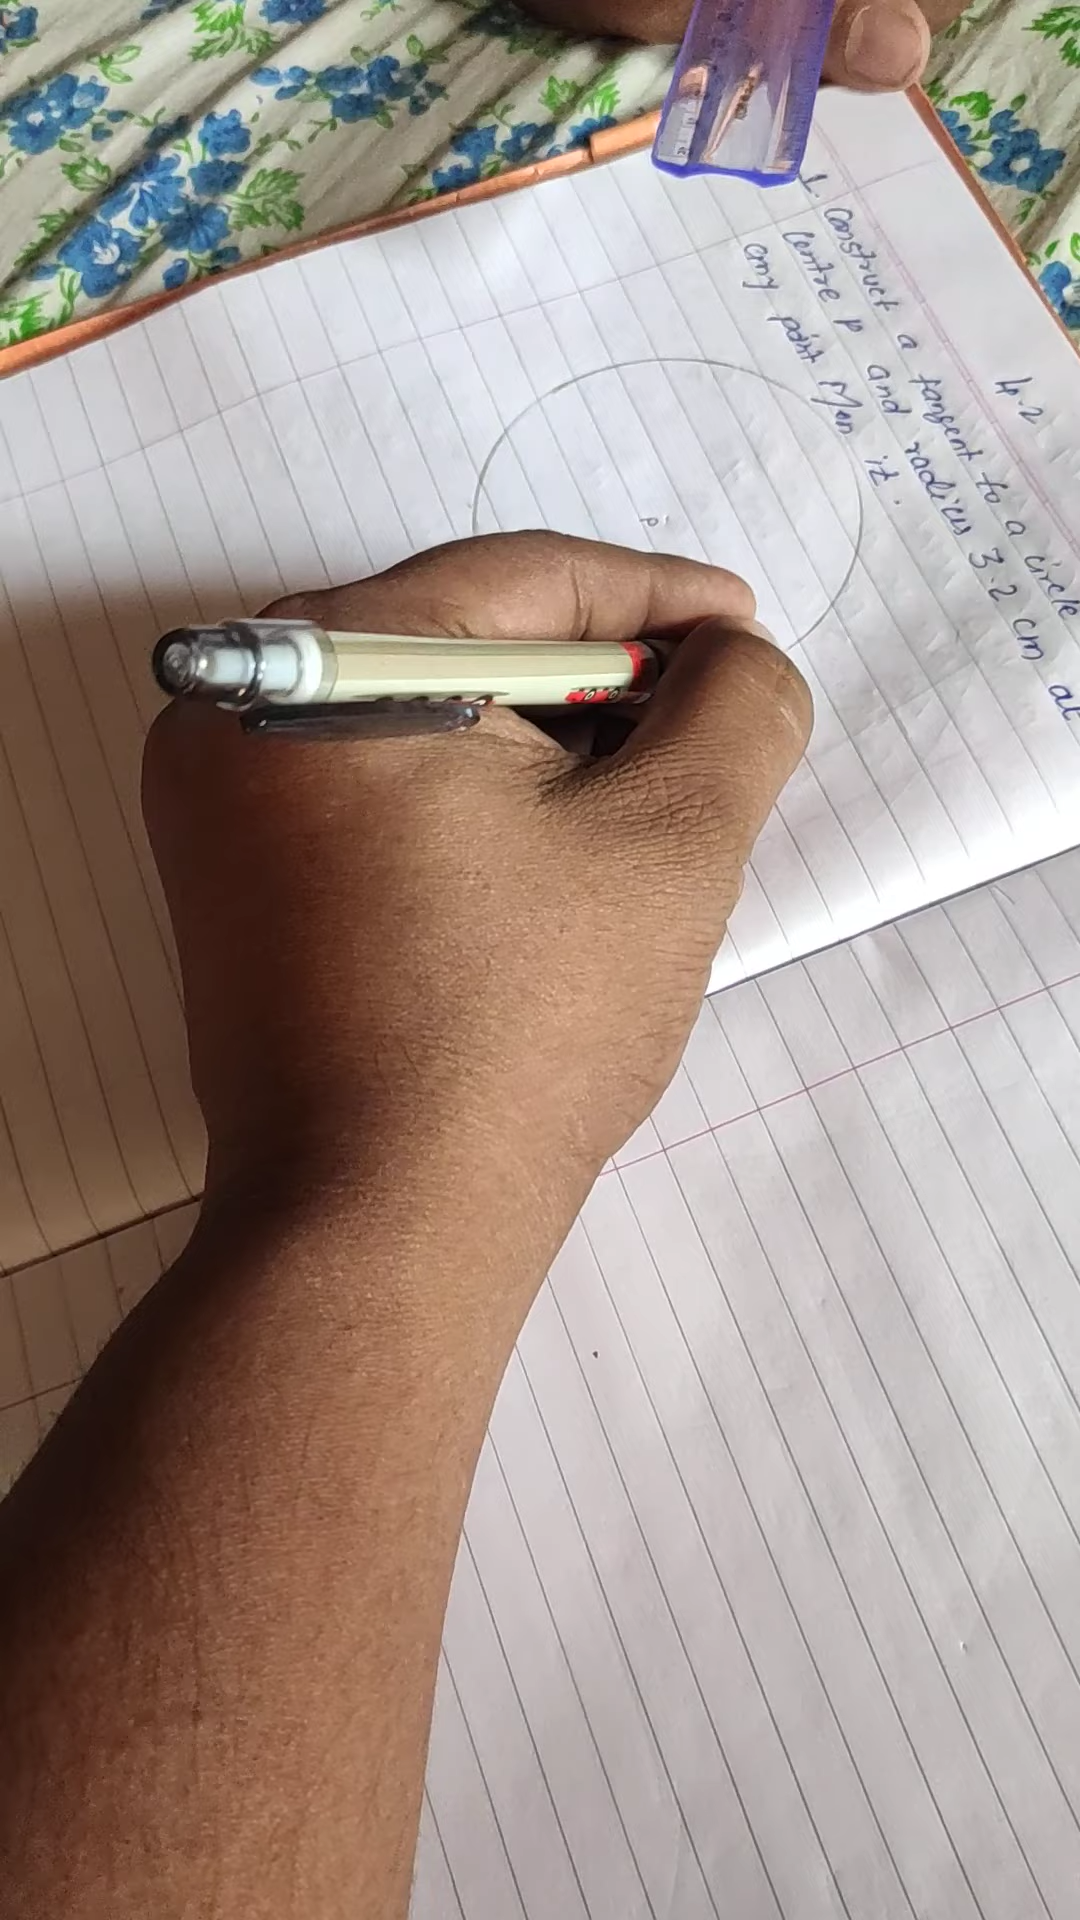 4.2
1. construct a tangent to a circle
centre p and radius 3.2 cm at
any point M on it.
p